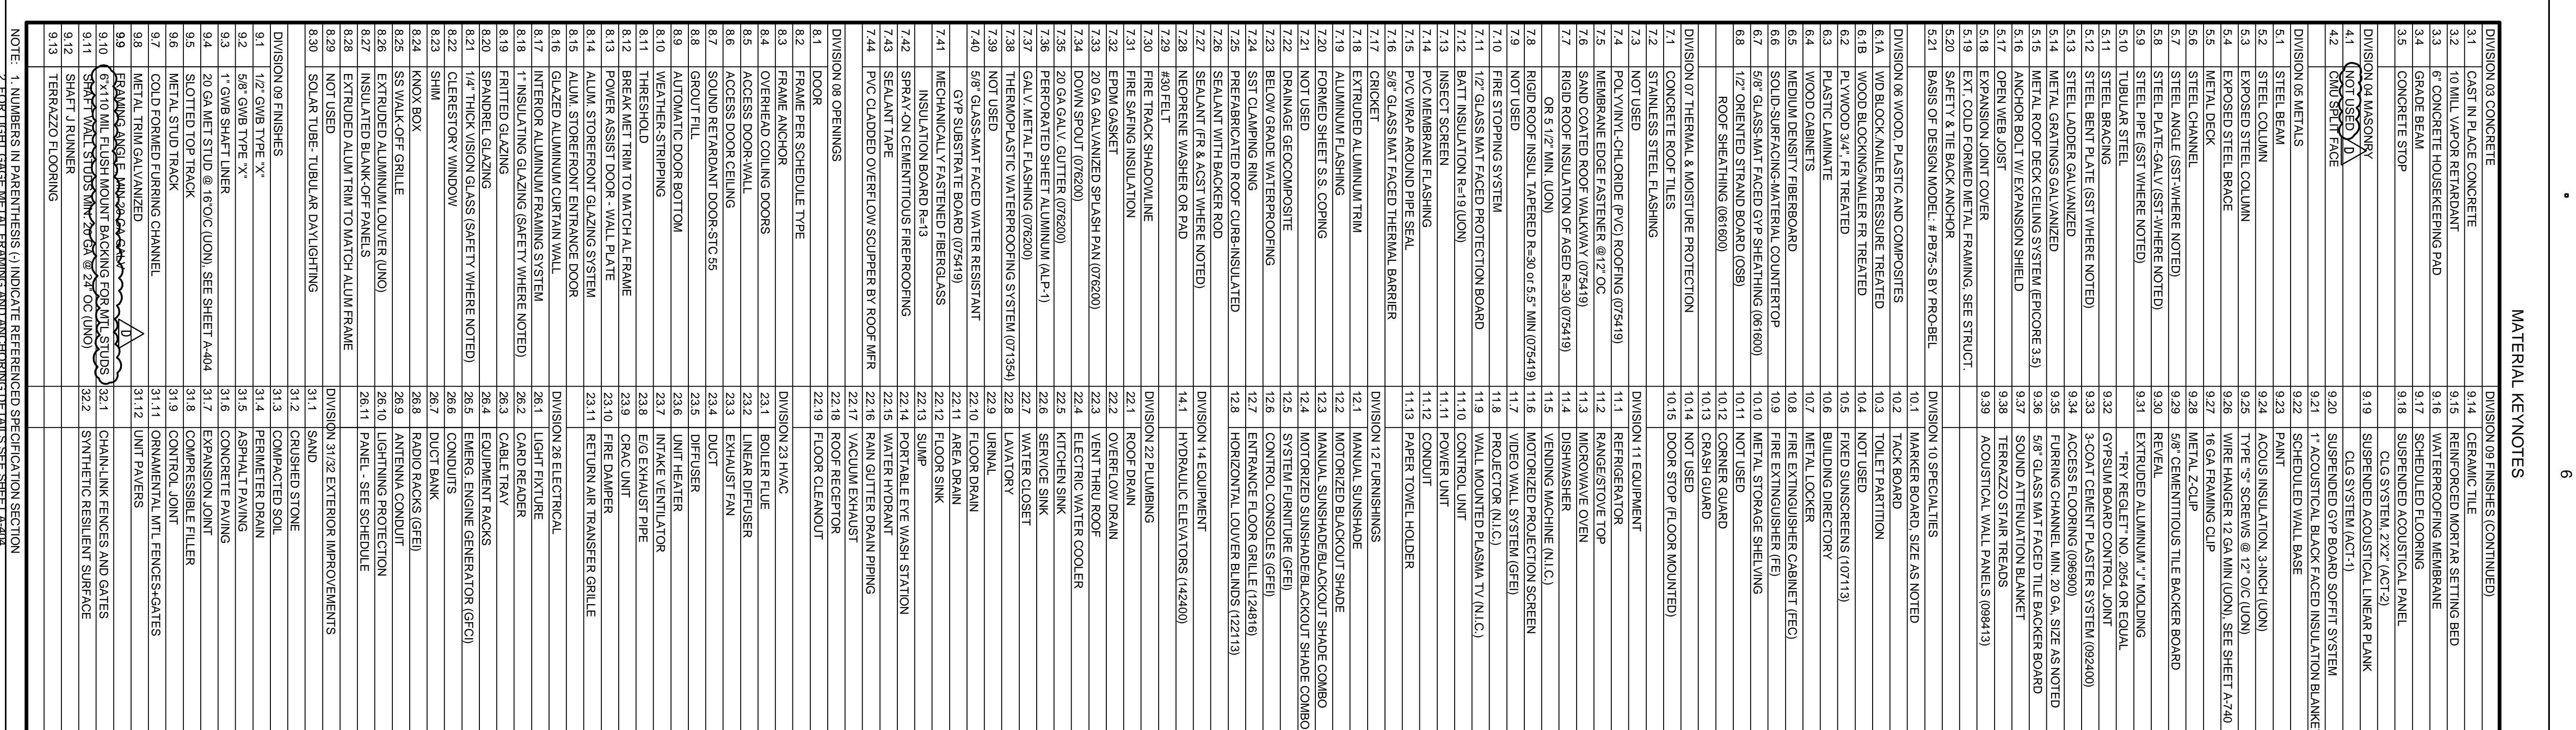 6
MATERIAL KEYNOTES
DIVISION 03 CONCRETE
3.1 CAST IN PLACE CONCRETE
3.2 10 MILL VAPOR RETARDANT
3.3 6" CONCRETE HOUSEKEEPING PAD
3.4 GRADE BEAM
3.5 CONCRETE STOP
DIVISION 04 MASONRY
4.1 NOT USED D
4.2 CMU SPLIT FACE
DIVISION 05 METALS
5.1 STEEL BEAM
5.2 STEEL COLUMN
5.3 EXPOSED STEEL COLUMN
5.4 EXPOSED STEEL BRACE
5.5 METAL DECK
5.6 STEEL CHANNEL
5.7 STEEL ANGLE (SST-WHERE NOTED)
5.8 STEEL PLATE-GALV (SST-WHERE NOTED)
5.9 STEEL PIPE (SST WHERE NOTED)
5.10 TUBULAR STEEL
5.11 STEEL BRACING
5.12 STEEL BENT PLATE (SST WHERE NOTED)
5.13 STEEL LADDER GALVANIZED
5.14 METAL GRATINGS GALVANIZED
5.15 METAL ROOF DECK CEILING SYSTEM (EPICORE 3.5)
5.16 ANCHOR BOLT W/ EXPANSION SHIELD
5.17 OPEN WEB JOIST
5.18 EXPANSION JOINT COVER
5.19 EXT. COLD FORMED METAL FRAMING, SEE STRUCT.
5.20 SAFETY & TIE BACK ANCHOR
5.21 BASIS OF DESIGN MODEL: # PB75-S BY PRO-BEL
DIVISION 06 WOOD, PLASTIC AND COMPOSITES
6.1A WD BLOCK./NAILER PRESSURE TREATED
6.1B WOOD BLOCKING/NAILER FR TREATED
6.2 PLYWOOD 3/4", FR TREATED
6.3 PLASTIC LAMINATE
6.4 WOOD CABINETS
6.5 MEDIUM DENSITY FIBERBOARD
6.6 SOLID-SURFACING-MATERIAL COUNTERTOP
6.7 5/8" GLASS-MAT FACED GYP SHEATHING (061600)
6.8 1/2" ORIENTED STRAND BOARD (OSB)
ROOF SHEATHING (061600)
DIVISION 07 THERMAL & MOISTURE PROTECTION
7.1 CONCRETE ROOF TILES
7.2 STAINLESS STEEL FLASHING
7.3 NOT USED
7.4 POLYVINYL-CHLORIDE (PVC) ROOFING (075419)
7.5 MEMBRANE EDGE FASTENER @12" OC
7.6 SAND COATED ROOF WALKWAY (075419)
7.7 RIGID ROOF INSULATION OF AGED R=30 (075419)
OR 5 1/2" MIN. (UON)
7.8 RIGID ROOF INSUL TAPERED R=30 or 5.5" MIN (075419)
7.9 NOT USED
7.10 FIRE STOPPING SYSTEM
7.11 1/2" GLASS MAT FACED PROTECTION BOARD
7.12 BATT INSULATION R=19 (UON)
7.13 INSECT SCREEN
7.14 PVC MEMBRANE FLASHING
7.15 PVC WRAP AROUND PIPE SEAL
7.16 5/8" GLASS MAT FACED THERMAL BARRIER
7.17 CRICKET
7.18 EXTRUDED ALUMINUM TRIM
7.19 ALUMINUM FLASHING
7.20 FORMED SHEET S.S. COPING
7.21 NOT USED
7.22 DRAINAGE GEOCOMPOSITE
7.23 BELOW GRADE WATERPROOFING
7.24 SST CLAMPING RING
7.25 PREFABRICATED ROOF CURB-INSULATED
7.26 SEALANT WITH BACKER ROD
7.27 SEALANT (FR & ACST WHERE NOTED)
7.28 NEOPRENE WASHER OR PAD
7.29 #30 FELT
7.30 FIRE TRACK SHADOWLINE
7.31 FIRE SAFING INSULATION
7.32 EPDM GASKET
7.33 20 GA GALVANIZED SPLASH PAN (076200)
7.34 DOWN SPOUT (076200)
7.35 20 GA GALV. GUTTER (076200)
7.36 PERFORATED SHEET ALUMINUM (ALP-1)
7.37 GALV. METAL FLASHING (076200)
7.38 THERMOPLASTIC WATERPROOFING SYSTEM (071354)
7.39 NOT USED
7.40 5/8" GLASS-MAT FACED WATER RESISTANT
GYP SUBSTRATE BOARD (075419)
7.41 MECHANICALLY FASTENED FIBERGLASS
INSULATION BOARD R=13
7.42 SPRAY-ON CEMENTITIOUS FIREPROOFING
7.43 SEALANT TAPE
7.44 PVC CLADDED OVERFLOW SCUPPER BY ROOF MFR
DIVISION 08 OPENINGS
8.1 DOOR
8.2 FRAME PER SCHEDULE TYPE
8.3 FRAME ANCHOR
8.4 OVERHEAD COILING DOORS
8.5 ACCESS DOOR-WALL
8.6 ACCESS DOOR CEILING
8.7 SOUND RETARDANT DOOR-STC 55
8.8 GROUT FILL
8.9 AUTOMATIC DOOR BOTTOM
8.10 WEATHER-STRIPPING
8.11 THRESHOLD
8.12 BREAK MET TRIM TO MATCH AL FRAME
8.13 POWER ASSIST DOOR - WALL PLATE
8.14 ALUM. STOREFRONT GLAZING SYSTEM
8.15 ALUM. STOREFRONT ENTRANCE DOOR
8.16 GLAZED ALUMINUM CURTAIN WALL
8.17 INTERIOR ALUMINUM FRAMING SYSTEM
8.18 1" INSULATING GLAZING (SAFETY WHERE NOTED)
8.19 FRITTED GLAZING
8.20 SPANDREL GLAZING
8.21 1/4" THICK VISION GLASS (SAFETY WHERE NOTED)
8.22 CLERESTORY WINDOW
8.23 SHIM
8.24 KNOX BOX
8.25 SS WALK-OFF GRILLE
8.26 EXTRUDED ALUMINUM LOUVER (UNO)
8.27 INSULATED BLANK-OFF PANELS
8.28 EXTRUDED ALUM TRIM TO MATCH ALUM FRAME
8.29 NOT USED
8.30 SOLAR TUBE- TUBULAR DAYLIGHTING
DIVISION 09 FINISHES
9.1 1/2" GWB TYPE "X"
9.2 5/8" GWB TYPE "X"
9.3 1" GWB SHAFT LINER
9.4 20 GA MET STUD @ 16"O/C (UON), SEE SHEET A-404
9.5 SLOTTED TOP TRACK
9.6 METAL STUD TRACK
9.7 COLD FORMED FURRING CHANNEL
9.8 METAL TRIM GALVANIZED
9.9 FRAMING ANGLE, MIN 20 GA GALV D
9.10 6"x110 MIL FLUSH MOUNT BACKING FOR MTL STUDS
9.11 SHAFT WALL STUDS MIN. 20 GA @ 24" OC (UNO)
9.12 SHAFT J RUNNER
9.13 TERRAZZO FLOORING
DIVISION 09 FINISHES (CONTINUED)
9.14 CERAMIC TILE
9.15 REINFORCED MORTAR SETTING BED
9.16 WATERPROOFING MEMBRANE
9.17 SCHEDULED FLOORING
9.18 SUSPENDED ACOUSTICAL PANEL
CLG SYSTEM, 2'X2' (ACT-2)
9.19 SUSPENDED ACOUSTICAL LINEAR PLANK
CLG SYSTEM (ACT-1)
9.20 SUSPENDED GYP BOARD SOFFIT SYSTEM
9.21 1" ACOUSTICAL BLACK FACED INSULATION BLANKE
9.22 SCHEDULED WALL BASE
9.23 PAINT
9.24 ACOUS INSULATION, 3-INCH (UON)
9.25 TYPE "S" SCREWS @ 12" O/C (UON)
9.26 WIRE HANGER 12 GA MIN (UON), SEE SHEET A-740
9.27 16 GA FRAMING CLIP
9.28 METAL Z-CLIP
9.29 5/8" CEMENTITIOUS TILE BACKER BOARD
9.30 REVEAL
9.31 EXTRUDED ALUMINUM "J" MOLDING
"FRY REGLET" NO. 2054 OR EQUAL
9.32 GYPSUM BOARD CONTROL JOINT
9.33 3-COAT CEMENT PLASTER SYSTEM (092400)
9.34 ACCESS FLOORING (096900)
9.35 FURRING CHANNEL MIN. 20 GA, SIZE AS NOTED
9.36 5/8" GLASS MAT FACED TILE BACKER BOARD
9.37 SOUND ATTENUATION BLANKET
9.38 TERRAZZO STAIR TREADS
9.39 ACOUSTICAL WALL PANELS (098413)
DIVISION 10 SPECIALTIES
10.1 MARKER BOARD, SIZE AS NOTED
10.2 TACK BOARD
10.3 TOILET PARTITION
10.4 NOT USED
10.5 FIXED SUNSCREENS (107113)
10.6 BUILDING DIRECTORY
10.7 METAL LOCKER
10.8 FIRE EXTINGUISHER CABINET (FEC)
10.9 FIRE EXTINGUISHER (FE)
10.10 METAL STORAGE SHELVING
10.11 NOT USED
10.12 CORNER GUARD
10.13 CRASH GUARD
10.14 NOT USED
10.15 DOOR STOP (FLOOR MOUNTED)
DIVISION 11 EQUIPMENT
11.1 REFRIGERATOR
11.2 RANGE/STOVE TOP
11.3 MICROWAVE OVEN
11.4 DISHWASHER
11.5 VENDING MACHINE (N.I.C.)
11.6 MOTORIZED PROJECTION SCREEN
11.7 VIDEO WALL SYSTEM (GFEI)
11.8 PROJECTOR (N.I.C.)
11.9 WALL MOUNTED PLASMA TV (N.I.C.)
11.10 CONTROL UNIT
11.11 POWER UNIT
11.12 CONDUIT
11.13 PAPER TOWEL HOLDER
DIVISION 12 FURNISHINGS
12.1 MANUAL SUNSHADE
12.2 MOTORIZED BLACKOUT SHADE
12.3 MANUAL SUNSHADE/BLACKOUT SHADE COMBO
12.4 MOTORIZED SUNSHADE/BLACKOUT SHADE COMBO
12.5 SYSTEM FURNITURE (GFEI)
12.6 CONTROL CONSOLES (GFEI)
12.7 ENTRANCE FLOOR GRILLE (124816)
12.8 HORIZONTAL LOUVER BLINDS (122113)
DIVISION 14 EQUIPMENT
14.1 HYDRAULIC ELEVATORS (142400)
DIVISION 22 PLUMBING
22.1 ROOF DRAIN
22.2 OVERFLOW DRAIN
22.3 VENT THRU ROOF
22.4 ELECTRIC WATER COOLER
22.5 KITCHEN SINK
22.6 SERVICE SINK
22.7 WATER CLOSET
22.8 LAVATORY
22.9 URINAL
22.10 FLOOR DRAIN
22.11 AREA DRAIN
22.12 FLOOR SINK
22.13 SUMP
22.14 PORTABLE EYE WASH STATION
22.15 WATER HYDRANT
22.16 RAIN GUTTER DRAIN PIPING
22.17 VACUUM EXHAUST
22.18 ROOF RECEPTOR
22.19 FLOOR CLEANOUT
DIVISION 23 HVAC
23.1 BOILER FLUE
23.2 LINEAR DIFUSER
23.3 EXHAUST FAN
23.4 DUCT
23.5 DIFFUSER
23.6 UNIT HEATER
23.7 INTAKE VENTILATOR
23.8 E/G EXHAUST PIPE
23.9 CRAC UNIT
23.10 FIRE DAMPER
23.11 RETURN AIR TRANSFER GRILLE
DIVISION 26 ELECTRICAL
26.1 LIGHT FIXTURE
26.2 CARD READER
26.3 CABLE TRAY
26.4 EQUIPMENT RACKS
26.5 EMERG. ENGINE GENERATOR (GFCI)
26.6 CONDUITS
26.7 DUCT BANK
26.8 RADIO RACKS (GFEI)
26.9 ANTENNA CONDUIT
26.10 LIGHTNING PROTECTION
26.11 PANEL - SEE SCHEDULE
DIVISION 31/32 EXTERIOR IMPROVEMENTS
31.1 SAND
31.2 CRUSHED STONE
31.3 COMPACTED SOIL
31.4 PERIMETER DRAIN
31.5 ASPHALT PAVING
31.6 CONCRETE PAVING
31.7 EXPANSION JOINT
31.8 COMPRESSIBLE FILLER
31.9 CONTROL JOINT
31.11 ORNAMENTAL MTL FENCES+GATES
31.12 UNIT PAVERS
32.1 CHAIN-LINK FENCES AND GATES
32.2 SYNTHETIC RESILIENT SURFACE
NOTE: 1. NUMBERS IN PARENTHESIS (-) INDICATE REFERENCED SPECIFICATION SECTION
2. FOR LIGHT GAGE METAL FRAMING AND ANCHORING DETAILS SEE SHEET A-404